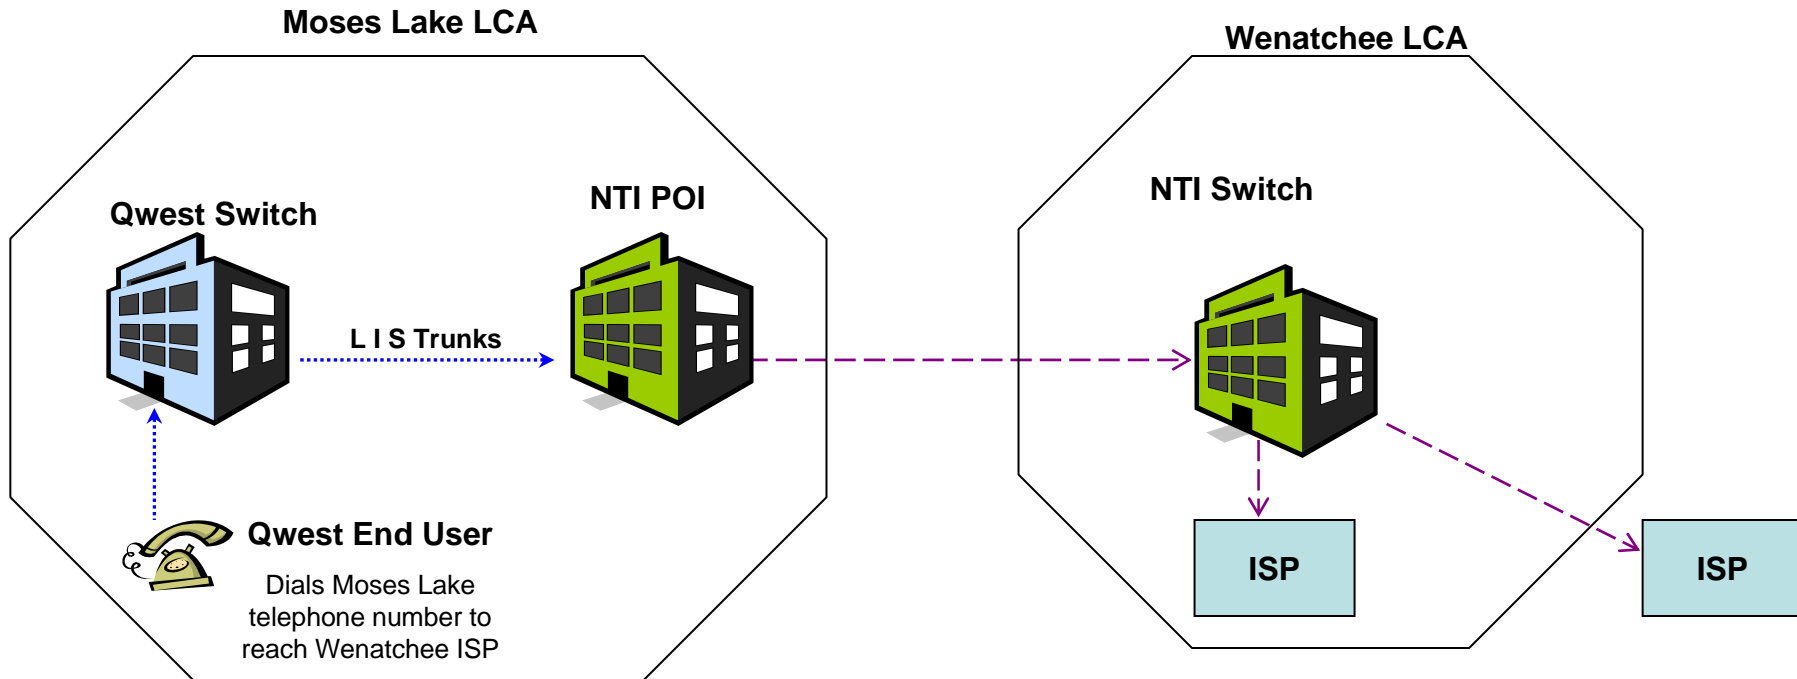 Moses Lake LCA
Wenatchee LCA
NTI POI
NTI Switch
Qwest Switch
L I S Trunks
Qwest End User
Dials Moses Lake
telephone number to
reach Wenatchee ISP
ISP
ISP